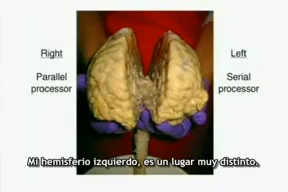 Right
Left
Parallel
processor
Serial
processor
Mi hemisferio izquierdo, es un lugar muy distinto.